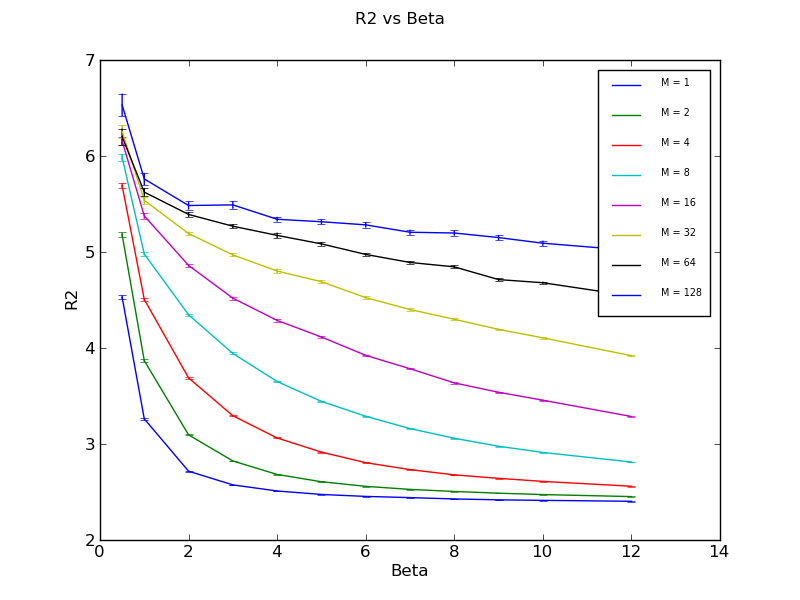 R2 vs Beta
7
6
5
4
3
2
R2
0
2
4
6
8
10
12
14
Beta
M = 1
M = 2
M = 4
M = 8
M = 16
M = 32
M = 64
M = 128